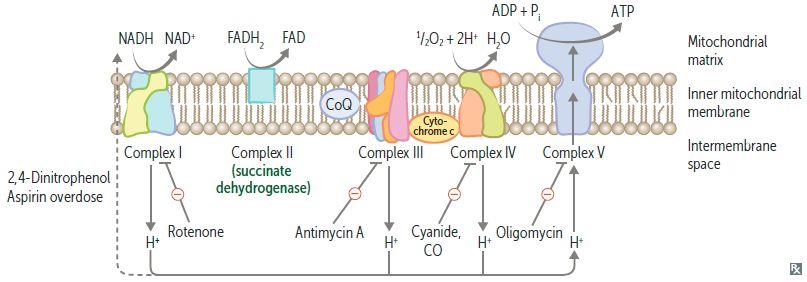 ADP + Pᵢ ATP
NADH NAD⁺ FADH₂ FAD ¹/₂O₂ + 2H⁺ H₂O
Mitochondrial
matrix
CoQ
Inner mitochondrial
membrane
Cyto-
chrome c
Complex I Complex II Complex III Complex IV Complex V
(succinate
dehydrogenase)
Intermembrane
space
2,4-Dinitrophenol
Aspirin overdose
Rotenone
Antimycin A
Cyanide,
CO
Oligomycin
H⁺ H⁺ H⁺ H⁺
Rx